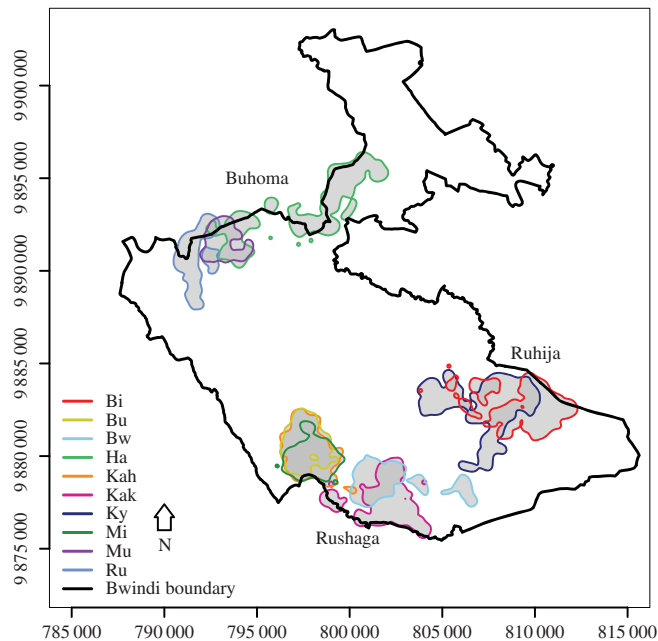 9 900 000
9 895 000
9 890 000
9 885 000
9 880 000
9 875 000
Buhoma
Ruhija
Rushaga
Bi
Bu
Bw
Ha
Kah
Kak
Ky
Mi
Mu
Ru
Bwindi boundary
N
785 000 790 000 795 000 800 000 805 000 810 000 815 000